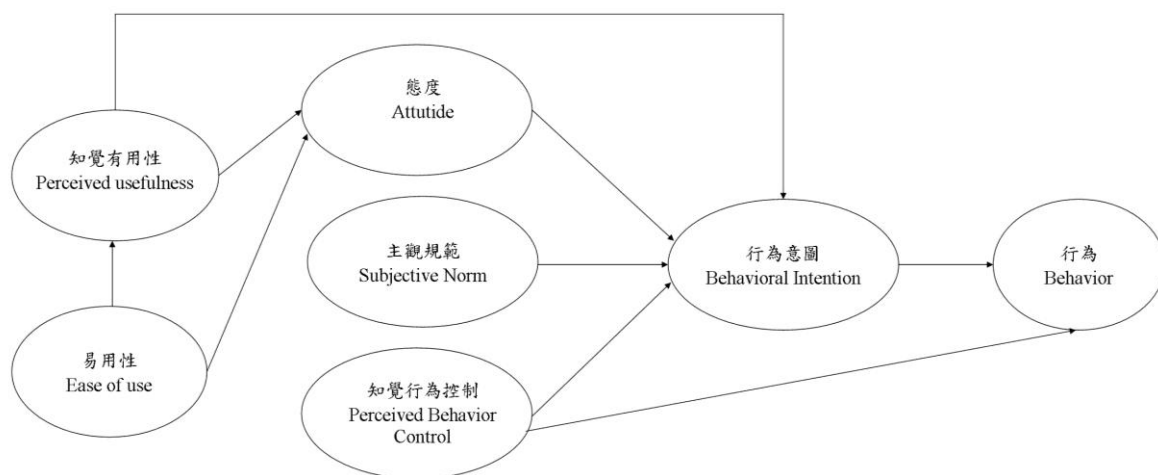 態度
Attutide
知覺有用性
Perceived usefulness
主觀規範
Subjective Norm
行為意圖
Behavioral Intention
行為
Behavior
易用性
Ease of use
知覺行為控制
Perceived Behavior
Control